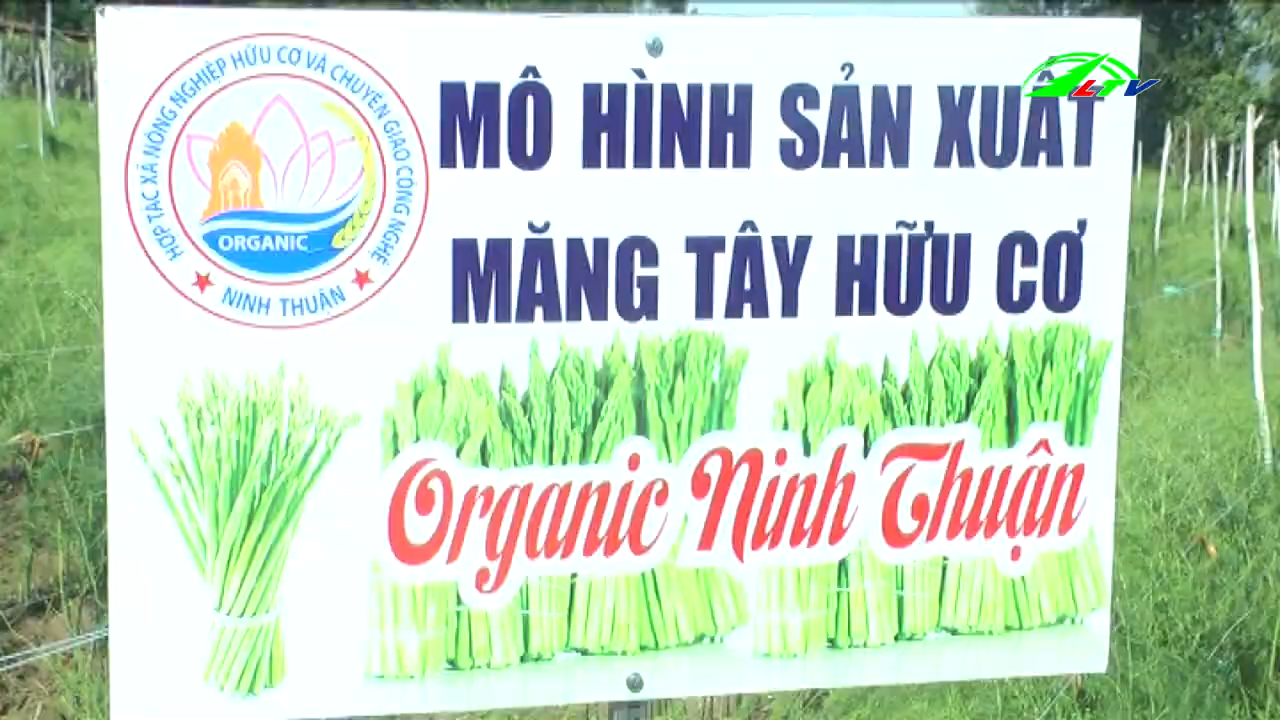 HỢP TÁC XÃ NÔNG NGHIỆP HỮU CƠ VÀ CHUYỂN GIAO CÔNG NGHỆ
ORGANIC
NINH THUẬN
LTV
MÔ HÌNH SẢN XUẤT
MĂNG TÂY HỮU CƠ
Organic Ninh Thuận